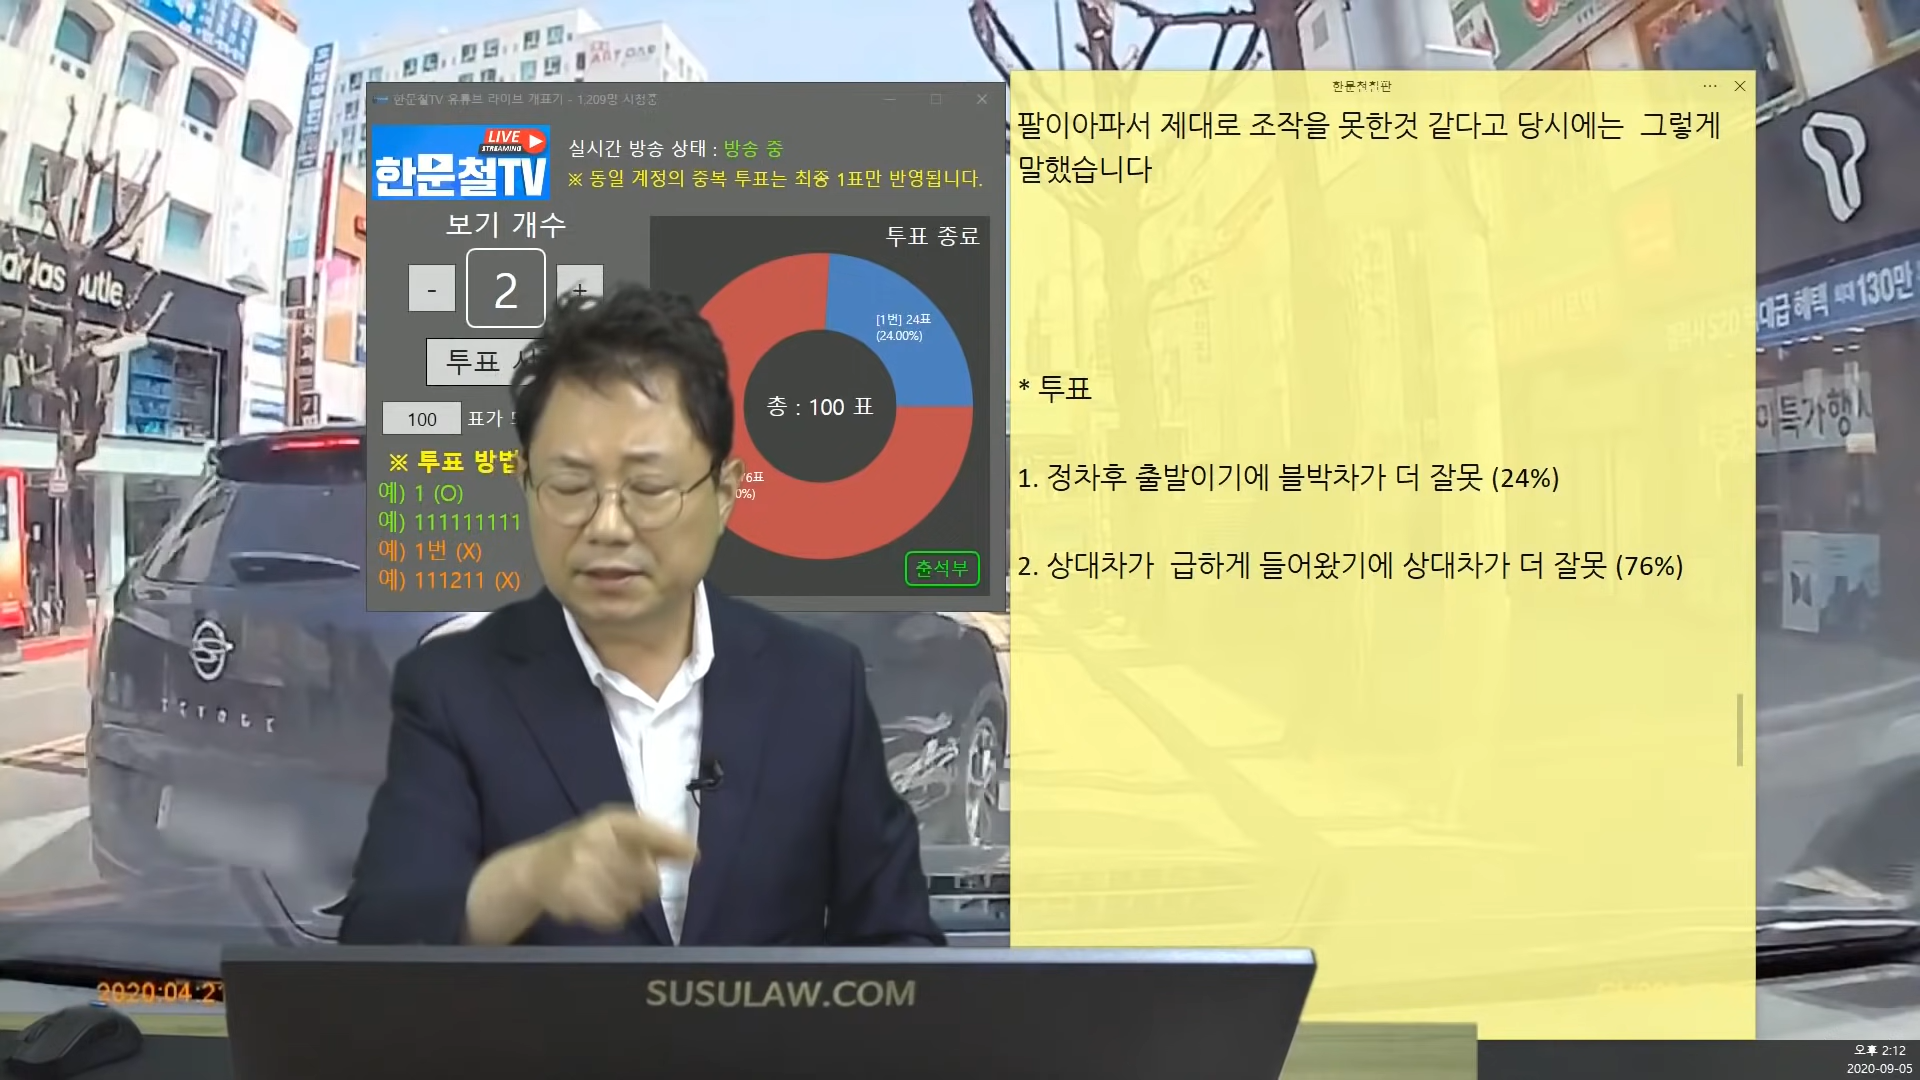 한문철TV 유튜브 라이브 개표기 - 1,209명 시청중
LIVE
STREAMING
한문철TV
실시간 방송 상태 : 방송 중
※ 동일 계정의 중복 투표는 최종 1표만 반영됩니다.
보기 개수
-
2
+
투표
100 표가
※ 투표 방법
예) 1 (O)
예) 111111111
예) 1번 (X)
예) 111211 (X)
투표 종료
[1번] 24표
(24.00%)
총 : 100 표
출석부
한문철칠판
팔이아파서 제대로 조작을 못한것 같다고 당시에는 그렇게
말했습니다
* 투표
1. 정차후 출발이기에 블박차가 더 잘못 (24%)
2. 상대차가 급하게 들어왔기에 상대차가 더 잘못 (76%)
130만
SUSULAW.COM
2020:04:21
오후 2:12
2020-09-05